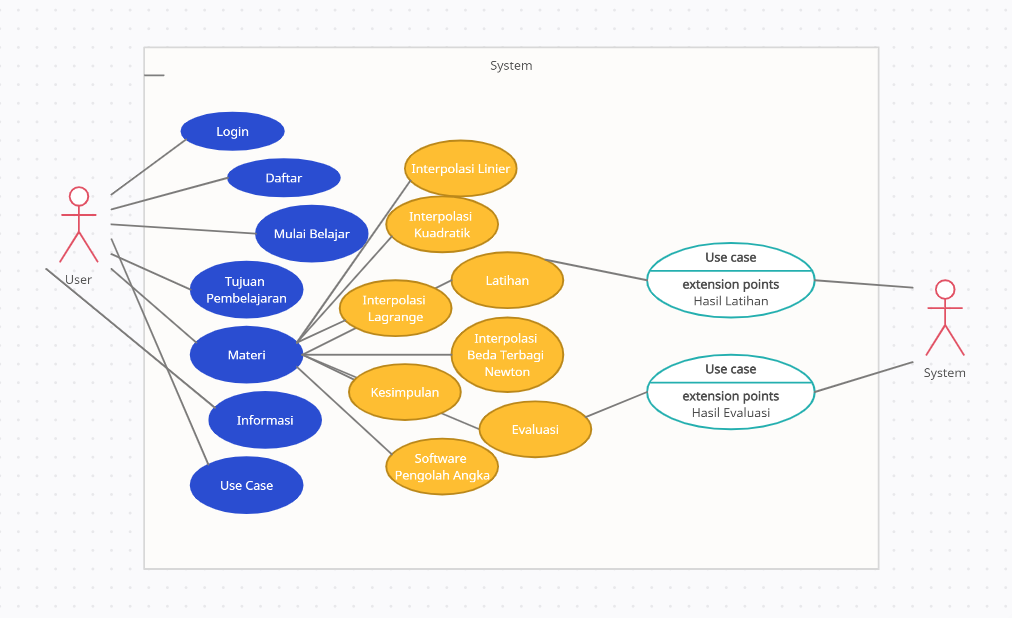 System
Login
Daftar
Mulai Belajar
Tujuan
Pembelajaran
Materi
Informasi
Use Case
User
Interpolasi Linier
Interpolasi
Kuadratik
Latihan
Interpolasi
Lagrange
Interpolasi
Beda Terbagi
Newton
Kesimpulan
Evaluasi
Software
Pengolah Angka
Use case
extension points
Hasil Latihan
Use case
extension points
Hasil Evaluasi
System